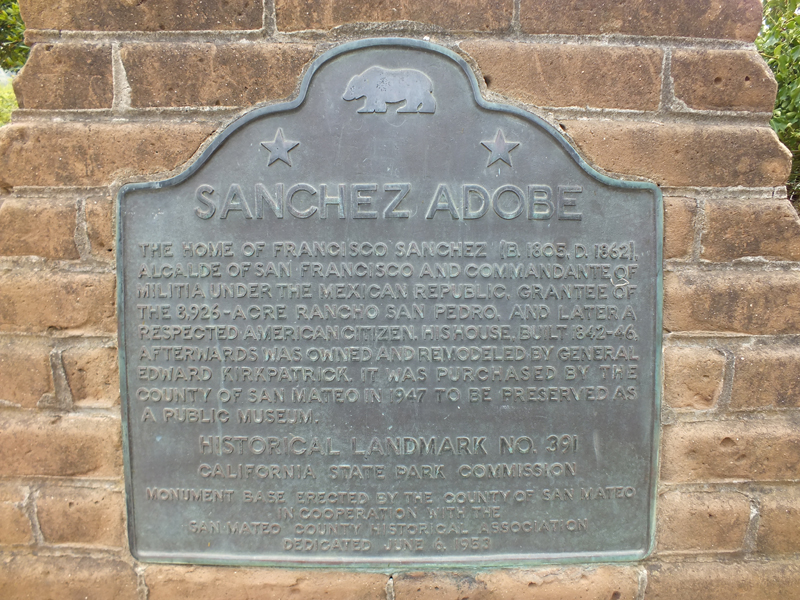 SANCHEZ ADOBE
THE HOME OF FRANCISCO SANCHEZ (B. 1805, D. 1862),
ALCALDE OF SAN FRANCISCO AND COMMANDANTE OF
MILITIA UNDER THE MEXICAN REPUBLIC, GRANTEE OF
THE 8,926-ACRE RANCHO SAN PEDRO, AND LATER A
RESPECTED AMERICAN CITIZEN. HIS HOUSE, BUILT 1842-46,
AFTERWARDS WAS OWNED AND REMODELED BY GENERAL
EDWARD KIRKPATRICK. IT WAS PURCHASED BY THE
COUNTY OF SAN MATEO IN 1947 TO BE PRESERVED AS
A PUBLIC MUSEUM.
HISTORICAL LANDMARK NO. 391
CALIFORNIA STATE PARK COMMISSION
MONUMENT BASE ERECTED BY THE COUNTY OF SAN MATEO
IN COOPERATION WITH THE
SAN MATEO COUNTY HISTORICAL ASSOCIATION
DEDICATED JUNE 6, 1953